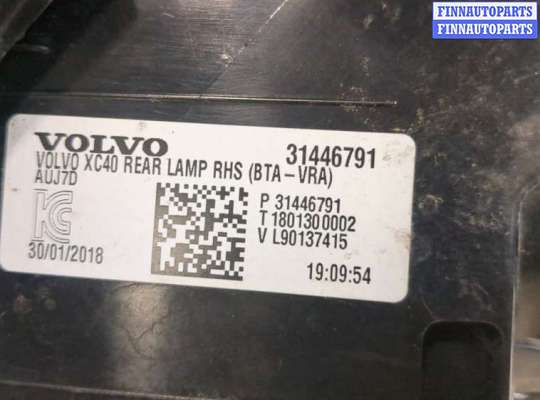 FINNAUTOPARTS
FINNAUTOPARTS
VOLVO 31446791
VOLVO XC40 REAR LAMP RHS (BTA-VRA)
AUJ7D
P 31446791
T 1801300002
V L90137415
30/01/2018
19:09:54